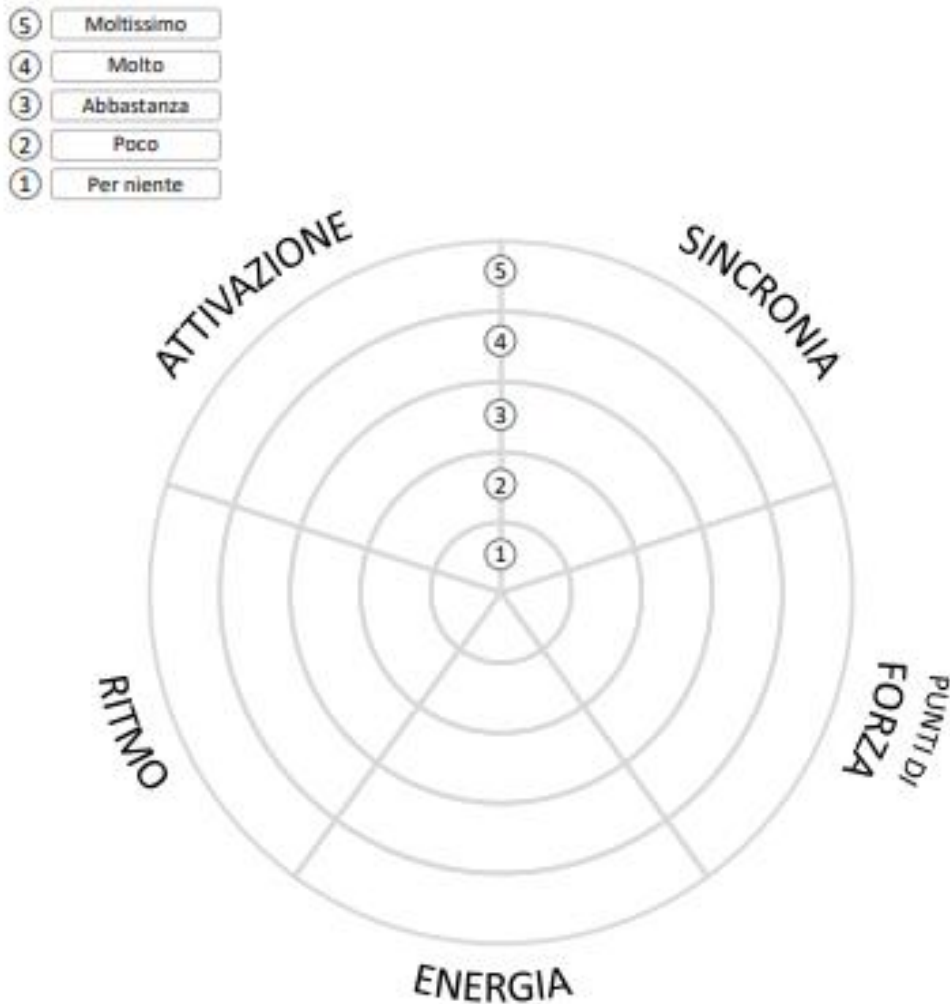 5 Moltissimo
4 Molto
3 Abbastanza
2 Poco
1 Per niente
ATTIVAZIONE
SINCRONIA
5
4
3
2
1
RITMO
PUNTI DI
FORZA
ENERGIA